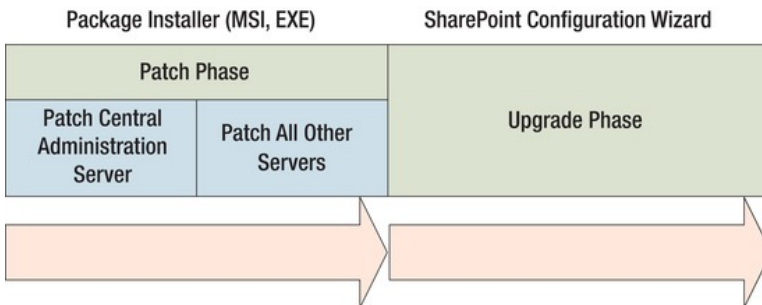 Package Installer (MSI, EXE)
SharePoint Configuration Wizard
Patch Phase
Patch Central
Administration
Server
Patch All Other
Servers
Upgrade Phase